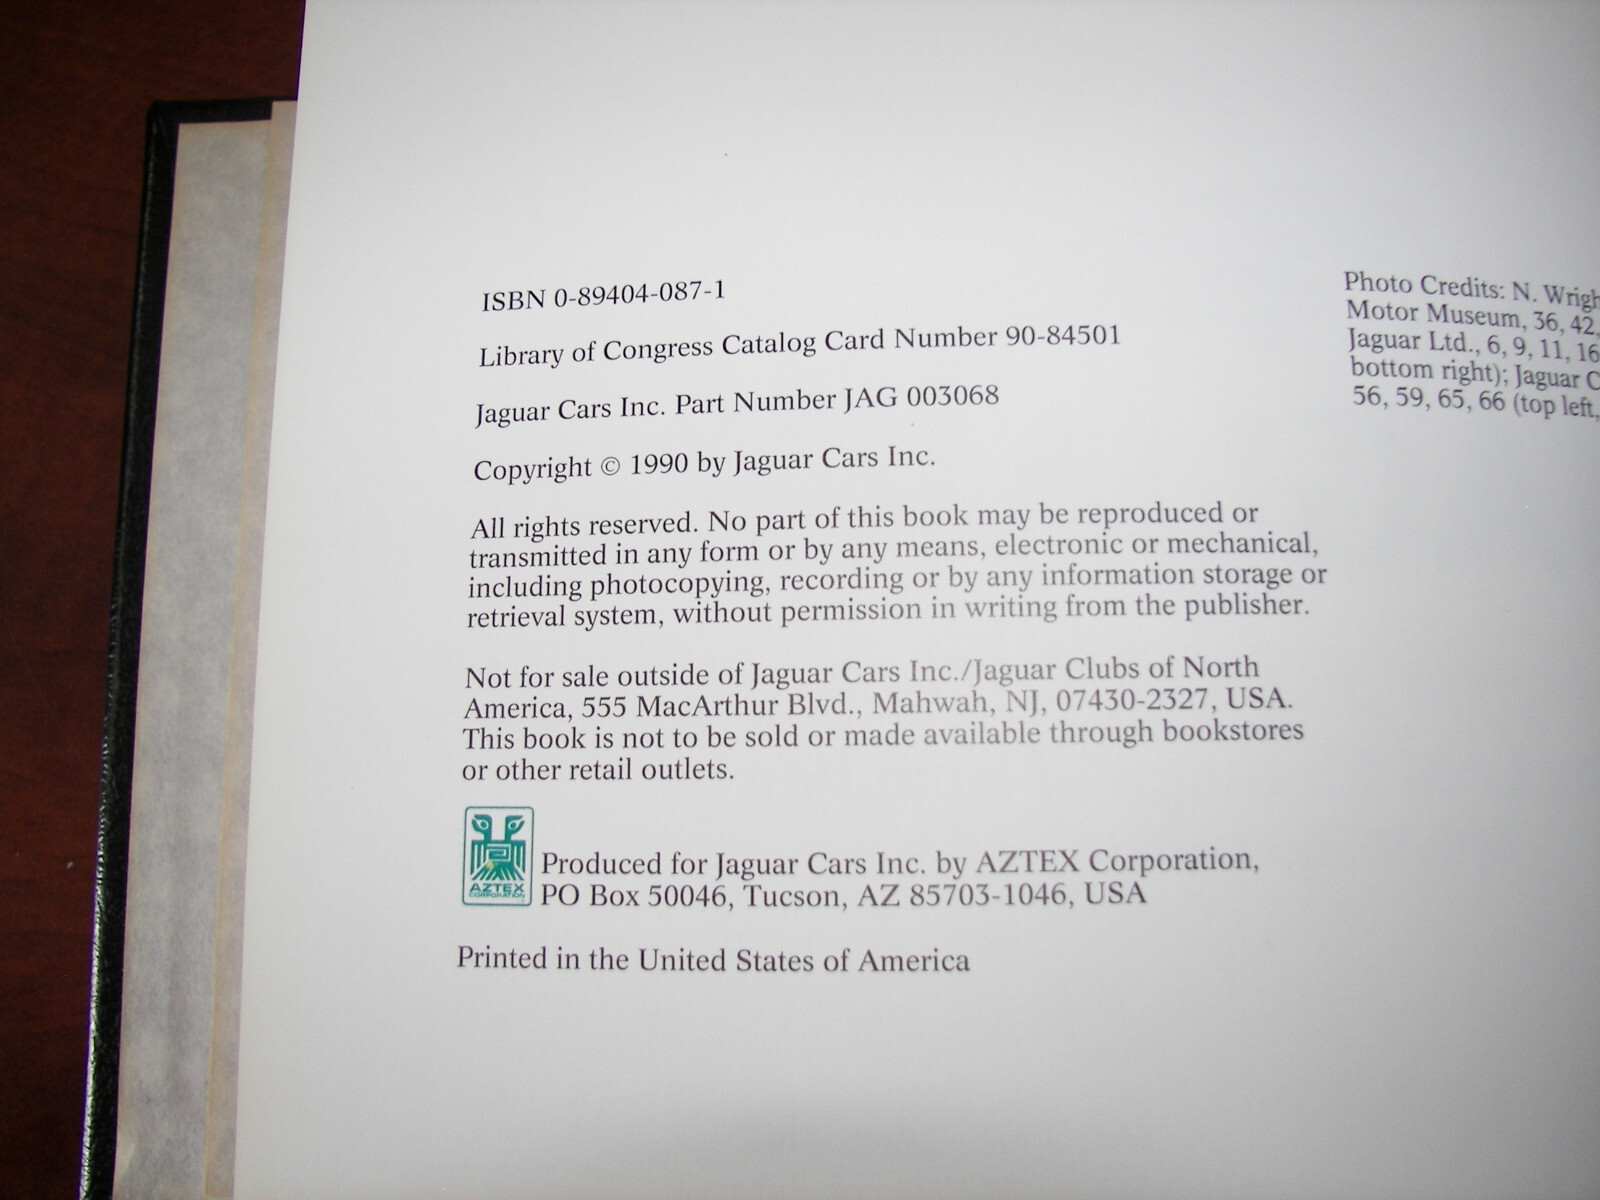 ISBN 0-89404-087-1
Library of Congress Catalog Card Number 90-84501
Jaguar Cars Inc. Part Number JAG 003068
Copyright © 1990 by Jaguar Cars Inc.
All rights reserved. No part of this book may be reproduced or
transmitted in any form or by any means, electronic or mechanical,
including photocopying, recording or by any information storage or
retrieval system, without permission in writing from the publisher.
Not for sale outside of Jaguar Cars Inc./Jaguar Clubs of North
America, 555 MacArthur Blvd., Mahwah, NJ, 07430-2327, USA.
This book is not to be sold or made available through bookstores
or other retail outlets.
AZTEX
CORPORATION
Produced for Jaguar Cars Inc. by AZTEX Corporation,
PO Box 50046, Tucson, AZ 85703-1046, USA
Printed in the United States of America
Photo Credits: N.
Motor Museum, 36, 42,
Jaguar Ltd., 6, 9, 11, 16
bottom right); Jaguar
56, 59, 65, 66 (top left,